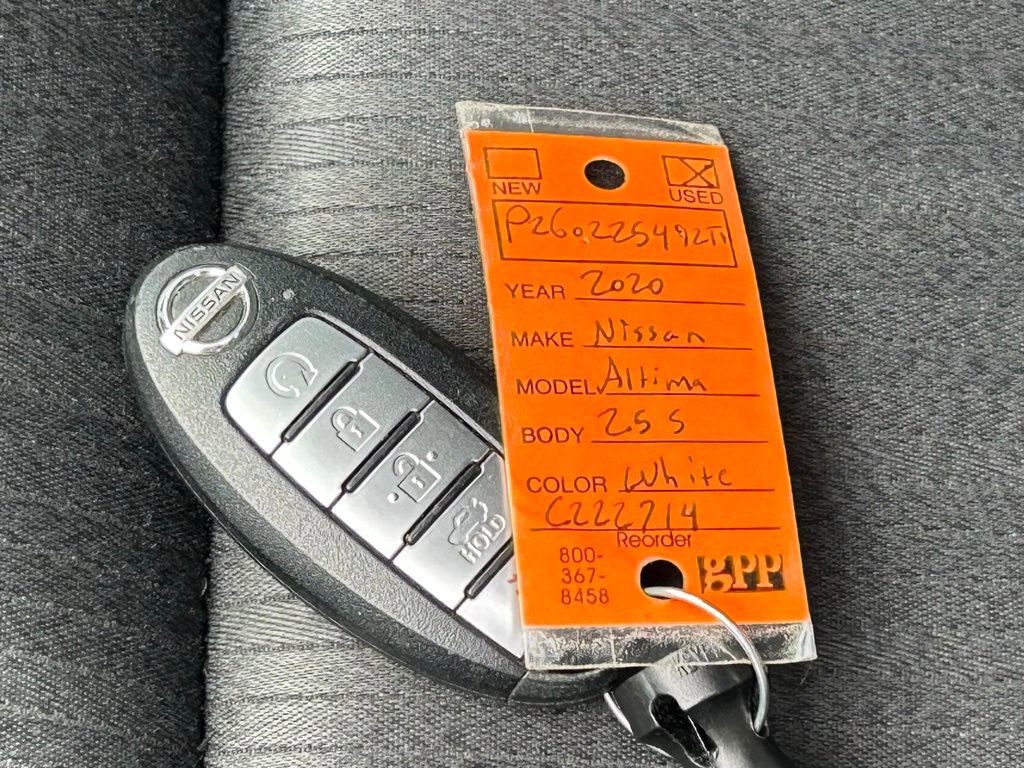 NISSAN
HOLD
NEW
USED
YEAR 2020
MAKE Nissan
MODEL Altima
BODY 2.5 S
COLOR White
C222714
Reorder
800-
367-
8458
gPP